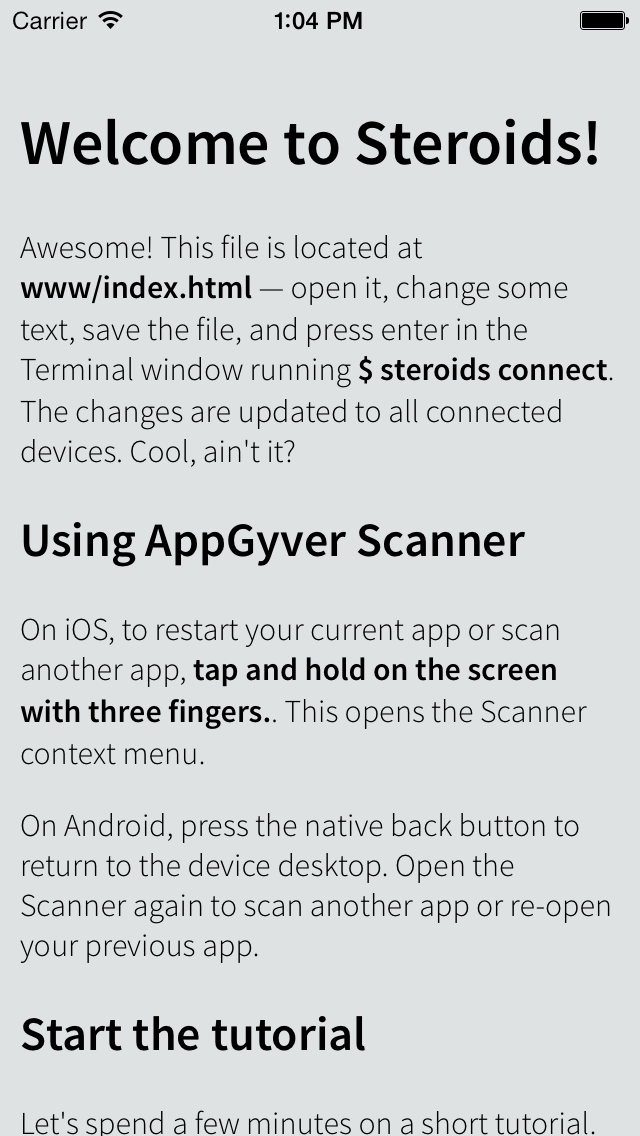 Carrier 1:04 PM
Welcome to Steroids!
Awesome! This file is located at
www/index.html — open it, change some
text, save the file, and press enter in the
Terminal window running $ steroids connect.
The changes are updated to all connected
devices. Cool, ain't it?
Using AppGyver Scanner
On iOS, to restart your current app or scan
another app, tap and hold on the screen
with three fingers.. This opens the Scanner
context menu.
On Android, press the native back button to
return to the device desktop. Open the
Scanner again to scan another app or re-open
your previous app.
Start the tutorial
Let's spend a few minutes on a short tutorial.